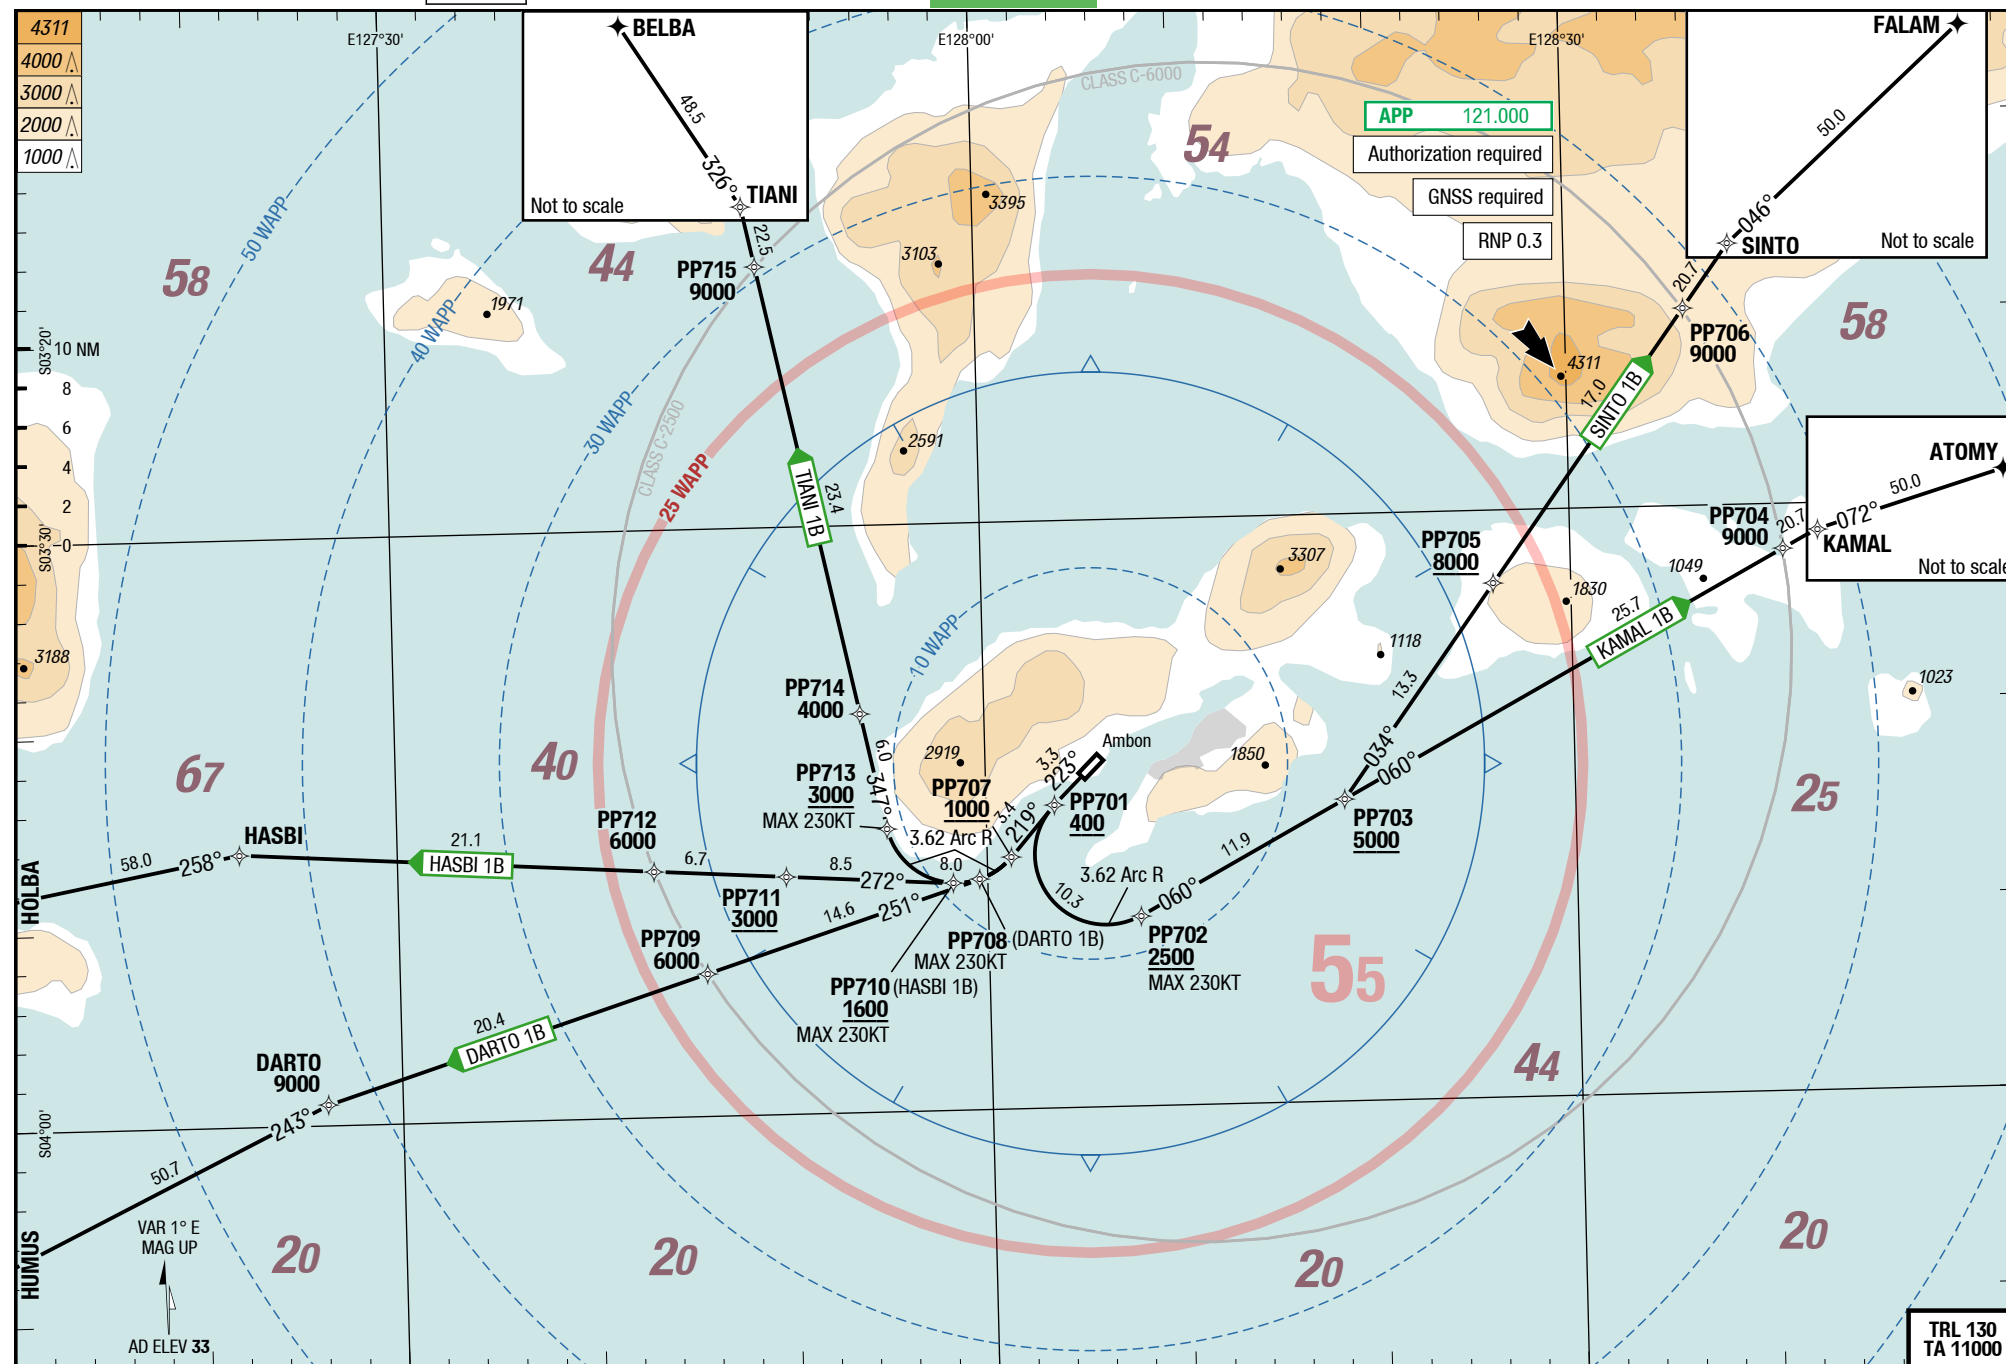 4311
4000
3000
2000
1000
E127°30'
E128°00'
E128°30'
BELBA
48.5
326°
TIANI
Not to scale
FALAM
50.0
046°
SINTO
Not to scale
CLASS C-6000
APP 121.000
Authorization required
GNSS required
RNP 0.3
54
58
44
58
50 WAPP
40 WAPP
30 WAPP
25 WAPP
10 WAPP
CLASS C-2500
3395
3103
1971
2591
22.5
PP715
9000
20.7
PP706
9000
4311
17.0
SINTO 1B
S03°20'
10 NM
8
6
4
2
0
S03°30'
TIANI 1B
23.4
ATOMY
50.0
072°
KAMAL
Not to scale
20.7
PP704
9000
PP705
8000
3307
1830
1049
25.7
KAMAL 1B
1118
1023
3188
13.3
034°
060°
PP703
5000
PP714
4000
6.0
347°
PP713
3000
MAX 230KT
2919
PP707
1000
3.4
219°
3.3
223°
Ambon
1850
PP701
400
3.62 Arc R
8.0
3.62 Arc R
10.3
11.9
060°
PP702
2500
MAX 230KT
67
40
25
PP712
6000
HASBI
21.1
HASBI 1B
6.7
8.5
272°
58.0
258°
HOLBA
PP711
3000
14.6
251°
PP709
6000
PP708 (DARTO 1B)
MAX 230KT
PP710 (HASBI 1B)
1600
MAX 230KT
55
44
20.4
DARTO 1B
DARTO
9000
243°
50.7
HUMUS
S04°00'
VAR 1° E
MAG UP
AD ELEV 33
20
20
20
20
TRL 130
TA 11000